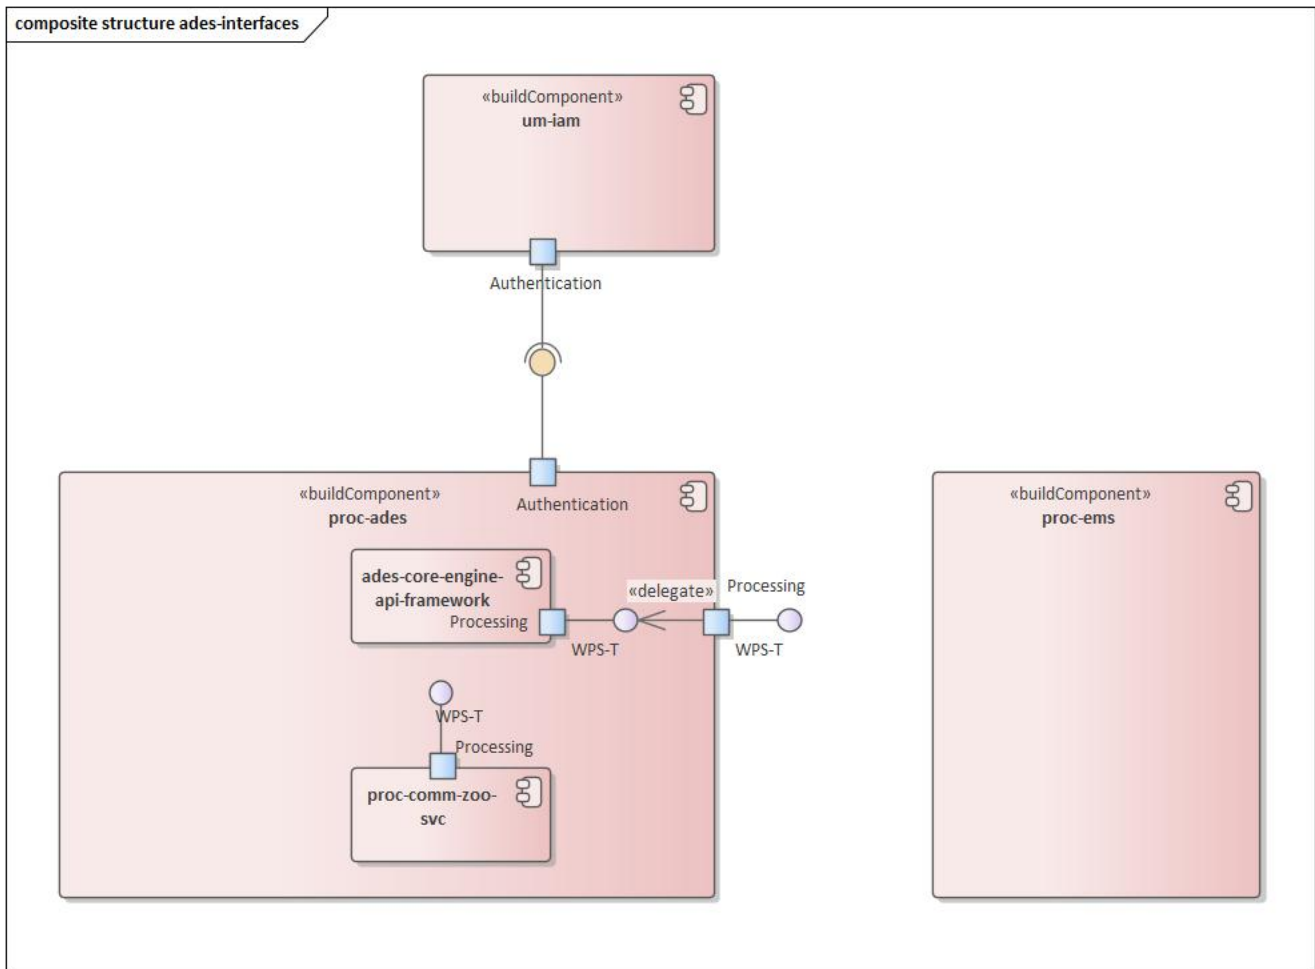 composite structure ades-interfaces
«buildComponent»
um-iam
Authentication
«buildComponent»
proc-ades
Authentication
«buildComponent»
proc-ems
ades-core-engine-
api-framework
Processing
WPS-T
«delegate»
Processing
WPS-T
WPS-T
Processing
proc-comm-zoo-
svc